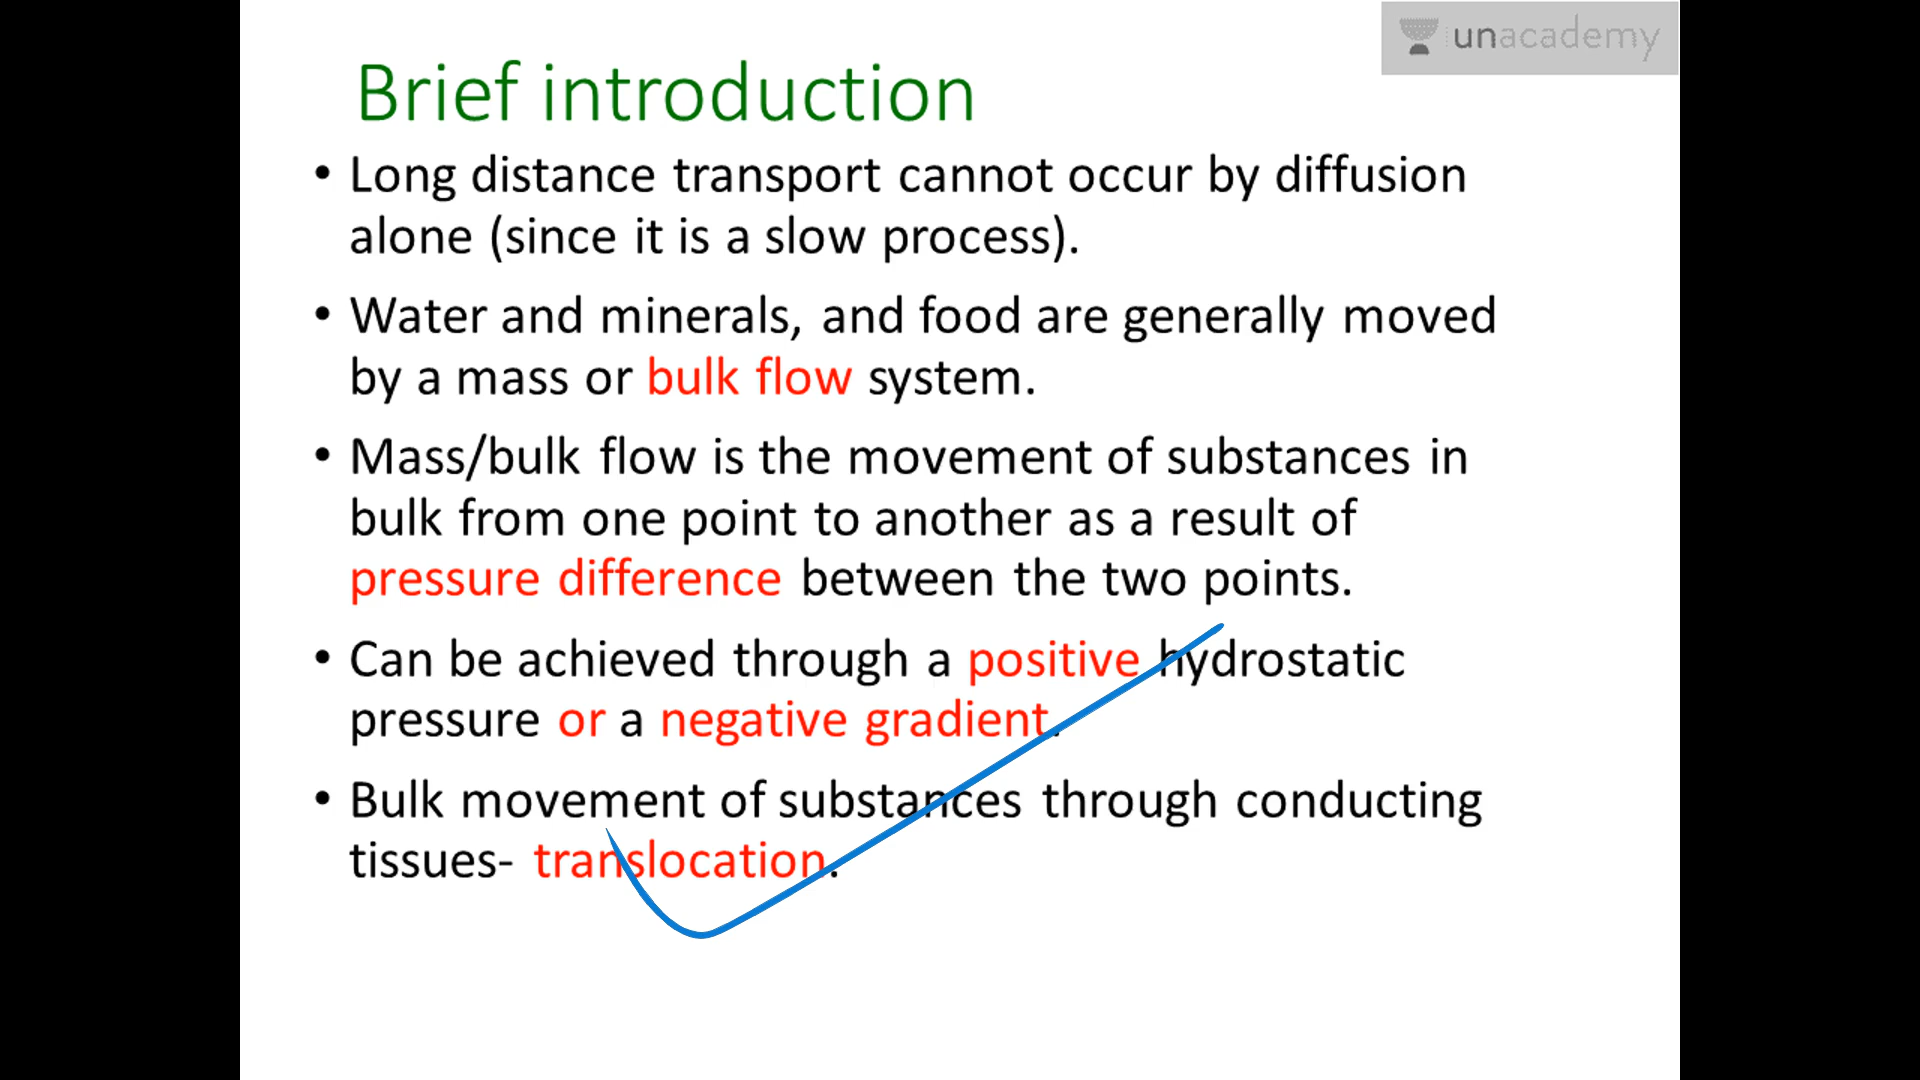 unacademy
Brief introduction
• Long distance transport cannot occur by diffusion
alone (since it is a slow process).
• Water and minerals, and food are generally moved
by a mass or bulk flow system.
• Mass/bulk flow is the movement of substances in
bulk from one point to another as a result of
pressure difference between the two points.
• Can be achieved through a positive hydrostatic
pressure or a negative gradient.
• Bulk movement of substances through conducting
tissues- translocation.